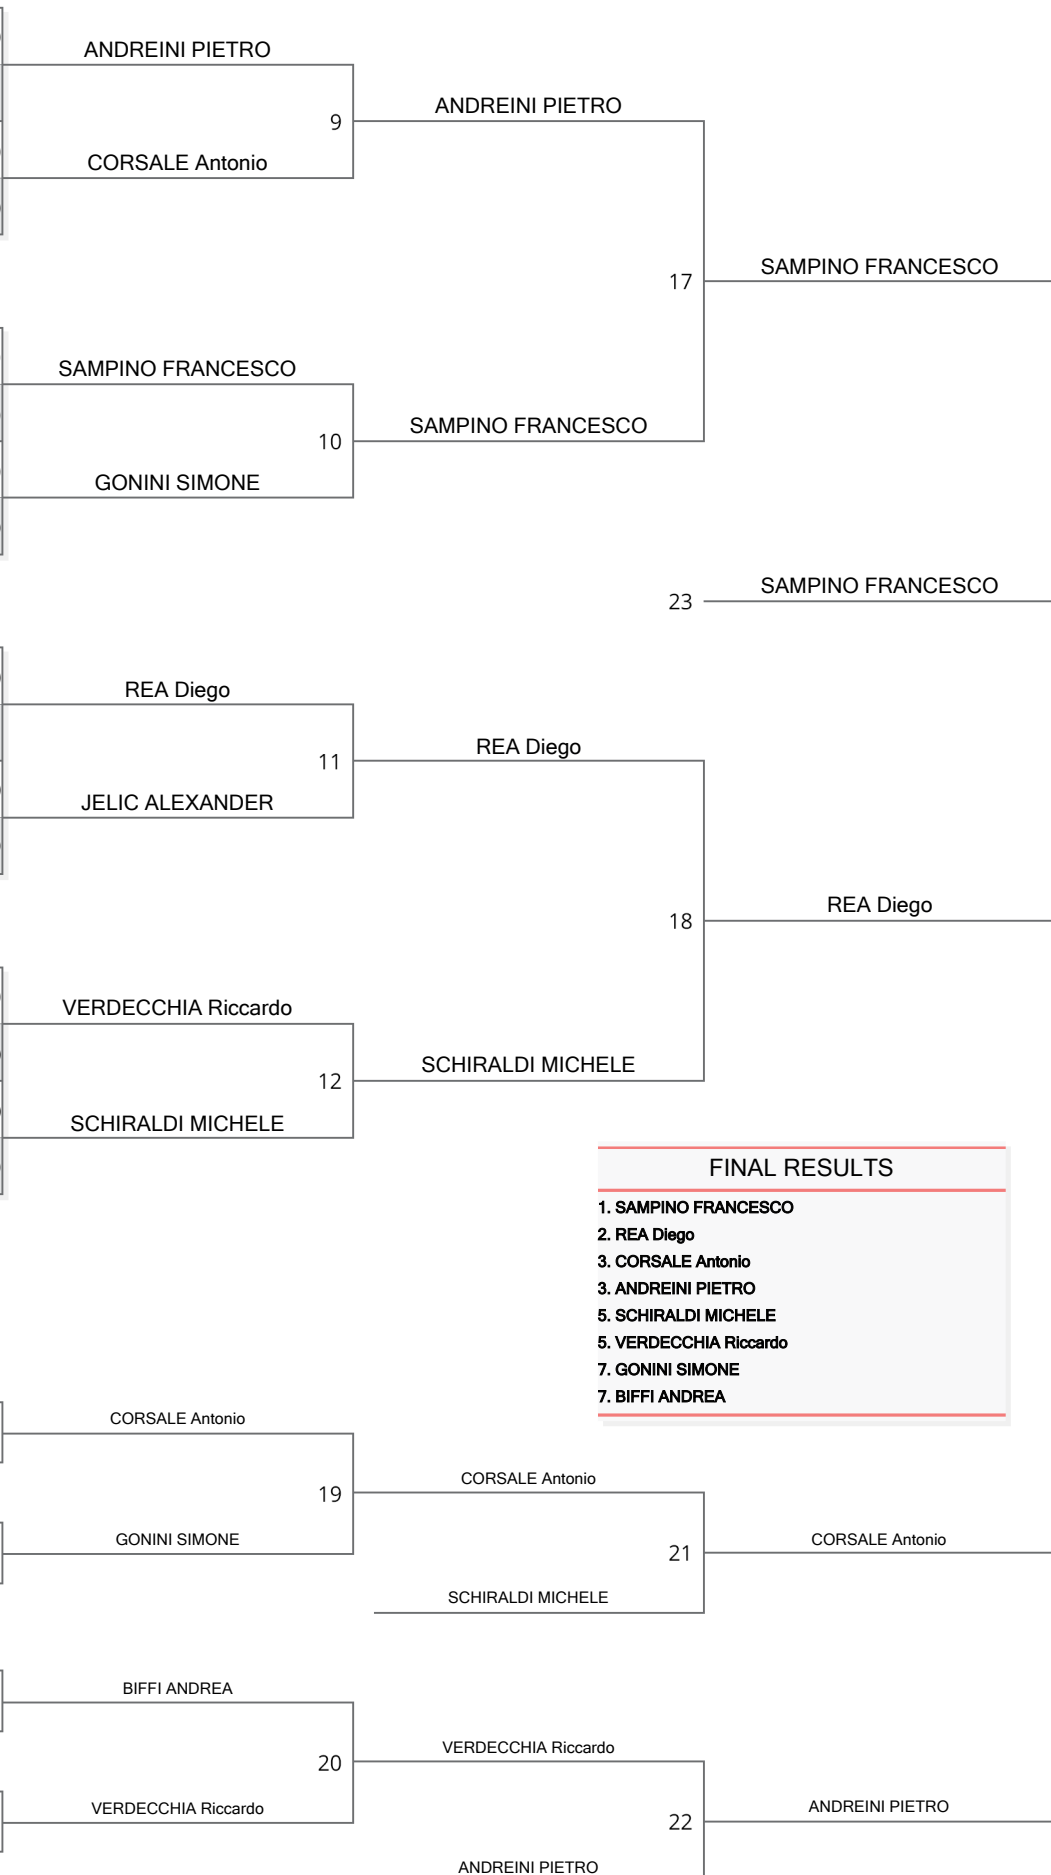 ANDREINI PIETRO
ANDREINI PIETRO
9
CORSALE Antonio
SAMPINO FRANCESCO
17
SAMPINO FRANCESCO
SAMPINO FRANCESCO
10
GONINI SIMONE
SAMPINO FRANCESCO
23
REA Diego
REA Diego
11
JELIC ALEXANDER
REA Diego
18
VERDECCHIA Riccardo
SCHIRALDI MICHELE
12
SCHIRALDI MICHELE
FINAL RESULTS
1. SAMPINO FRANCESCO
2. REA Diego
3. CORSALE Antonio
3. ANDREINI PIETRO
5. SCHIRALDI MICHELE
5. VERDECCHIA Riccardo
7. GONINI SIMONE
7. BIFFI ANDREA
CORSALE Antonio
CORSALE Antonio
19
GONINI SIMONE
CORSALE Antonio
21
SCHIRALDI MICHELE
BIFFI ANDREA
VERDECCHIA Riccardo
20
VERDECCHIA Riccardo
ANDREINI PIETRO
22
ANDREINI PIETRO